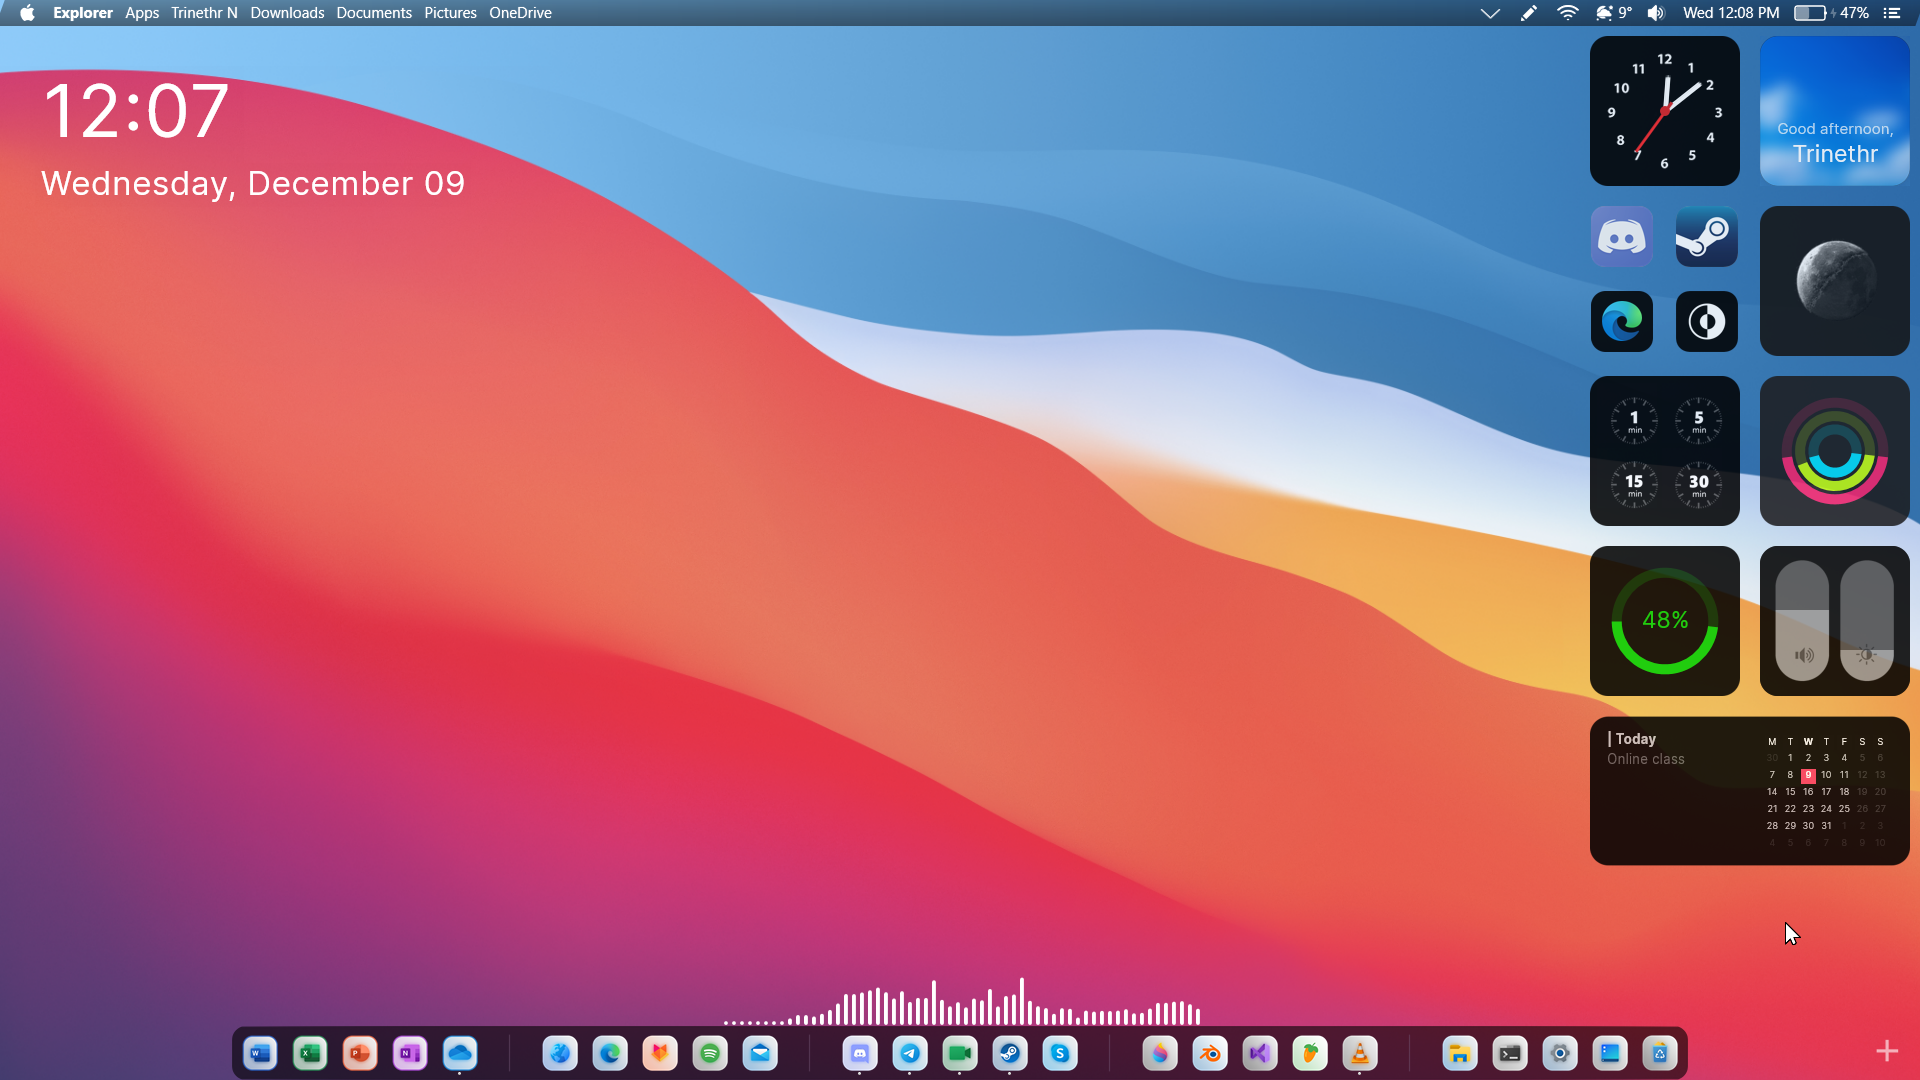 Explorer Apps Trinethr N Downloads Documents Pictures OneDrive
9° Wed 12:08 PM 47%
12:07
Wednesday, December 09
12
1
2
3
4
5
6
7
8
9
10
11
Good afternoon,
Trinethr
1 min
5 min
15 min
30 min
48%
Today
Online class
M T W T F S S
30 1 2 3 4 5 6
7 8 9 10 11 12 13
14 15 16 17 18 19 20
21 22 23 24 25 26 27
28 29 30 31 1 2 3
4 5 6 7 8 9 10
W
X
P
N
S